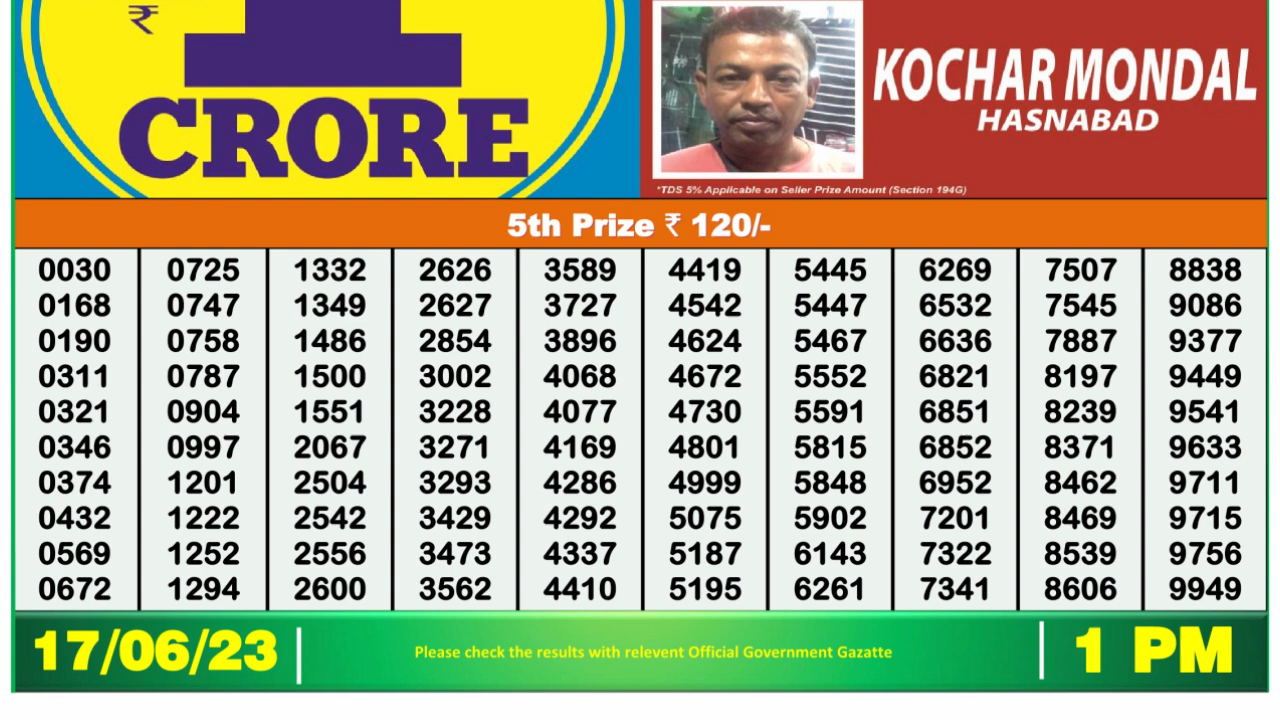 ₹
1
CRORE
KOCHAR MONDAL
HASNABAD
*TDS 5% Applicable on Seller Prize Amount (Section 194G)
5th Prize ₹ 120/-
0030 0725 1332 2626 3589 4419 5445 6269 7507 8838
0168 0747 1349 2627 3727 4542 5447 6532 7545 9086
0190 0758 1486 2854 3896 4624 5467 6636 7887 9377
0311 0787 1500 3002 4068 4672 5552 6821 8197 9449
0321 0904 1551 3228 4077 4730 5591 6851 8239 9541
0346 0997 2067 3271 4169 4801 5815 6852 8371 9633
0374 1201 2504 3293 4286 4999 5848 6952 8462 9711
0432 1222 2542 3429 4292 5075 5902 7201 8469 9715
0569 1252 2556 3473 4337 5187 6143 7322 8539 9756
0672 1294 2600 3562 4410 5195 6261 7341 8606 9949
17/06/23
Please check the results with relevent Official Government Gazatte
1 PM